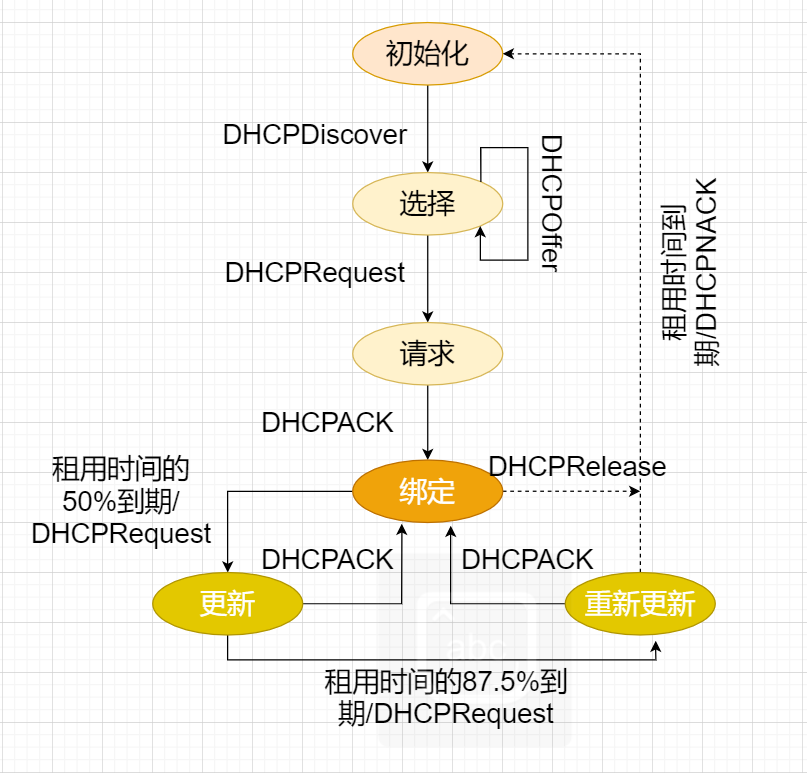 初始化
DHCPDiscover
选择
DHCPOffer
DHCPRequest
请求
租用时间到
期/DHCPNACK
DHCPACK
绑定
DHCPRelease
租用时间的
50%到期/
DHCPRequest
DHCPACK
DHCPACK
更新
重新更新
abc
租用时间的87.5%到
期/DHCPRequest